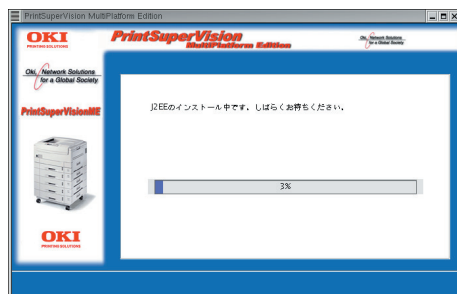 PrintSuperVision MultiPlatform Edition
OKI
PRINTING SOLUTIONS
PrintSuperVision
MultiPlatform Edition
Oki, Network Solutions
for a Global Society
Oki, Network Solutions
for a Global Society
PrintSuperVisionME
J2EEのインストール中です。しばらくお待ちください。
3%
OKI
PRINTING SOLUTIONS